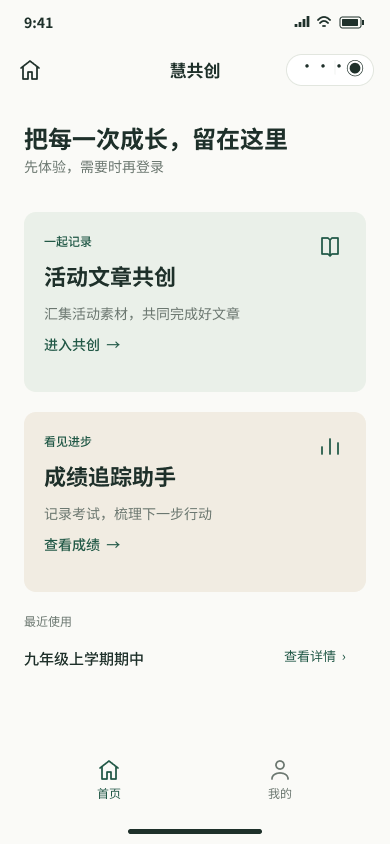 9:41
慧共创
把每一次成长，留在这里
先体验，需要时再登录
一起记录
活动文章共创
汇集活动素材，共同完成好文章
进入共创 →
看见进步
成绩追踪助手
记录考试，梳理下一步行动
查看成绩 →
最近使用
九年级上学期期中
查看详情 ›
首页
我的